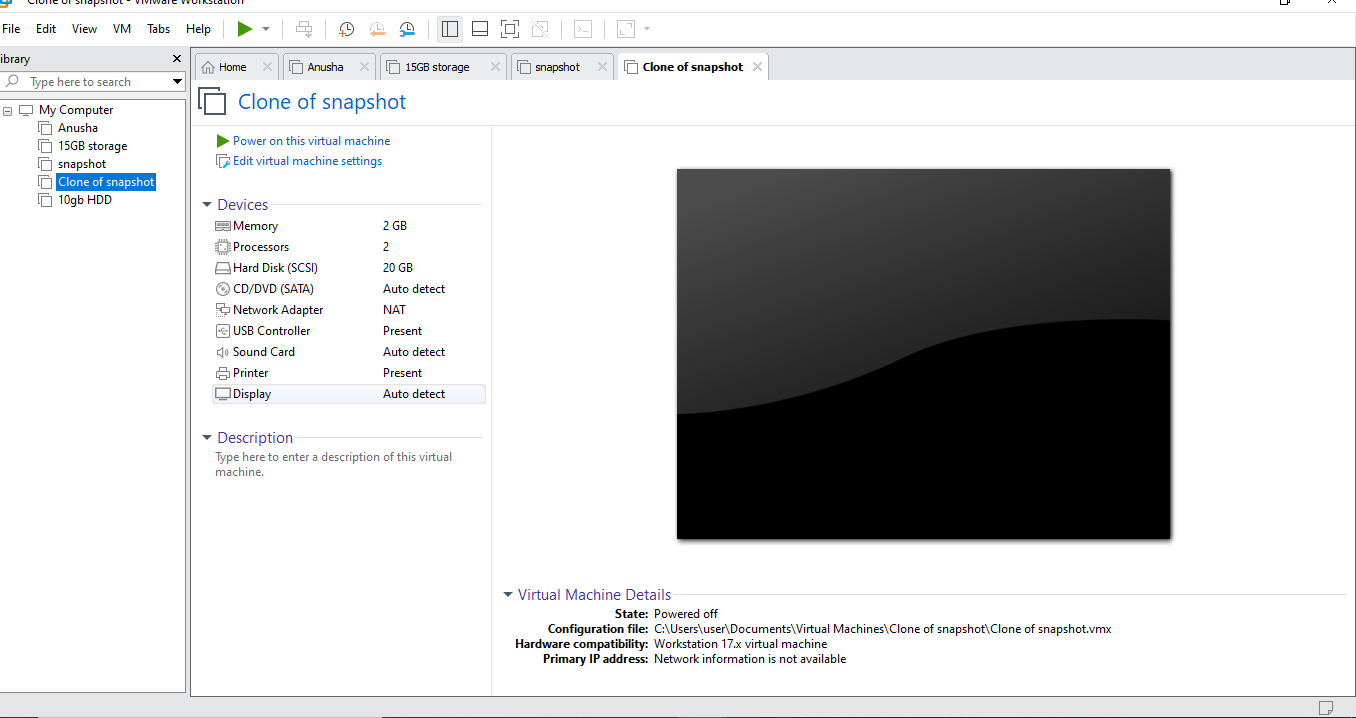 Clone of snapshot - VMware Workstation
File Edit View VM Tabs Help
ibrary
Type here to search
My Computer
Anusha
15GB storage
snapshot
Clone of snapshot
10gb HDD
Home Anusha 15GB storage snapshot Clone of snapshot
Clone of snapshot
Power on this virtual machine
Edit virtual machine settings
Devices
Memory 2 GB
Processors 2
Hard Disk (SCSI) 20 GB
CD/DVD (SATA) Auto detect
Network Adapter NAT
USB Controller Present
Sound Card Auto detect
Printer Present
Display Auto detect
Description
Type here to enter a description of this virtual
machine.
Virtual Machine Details
State: Powered off
Configuration file: C:\Users\user\Documents\Virtual Machines\Clone of snapshot\Clone of snapshot.vmx
Hardware compatibility: Workstation 17.x virtual machine
Primary IP address: Network information is not available